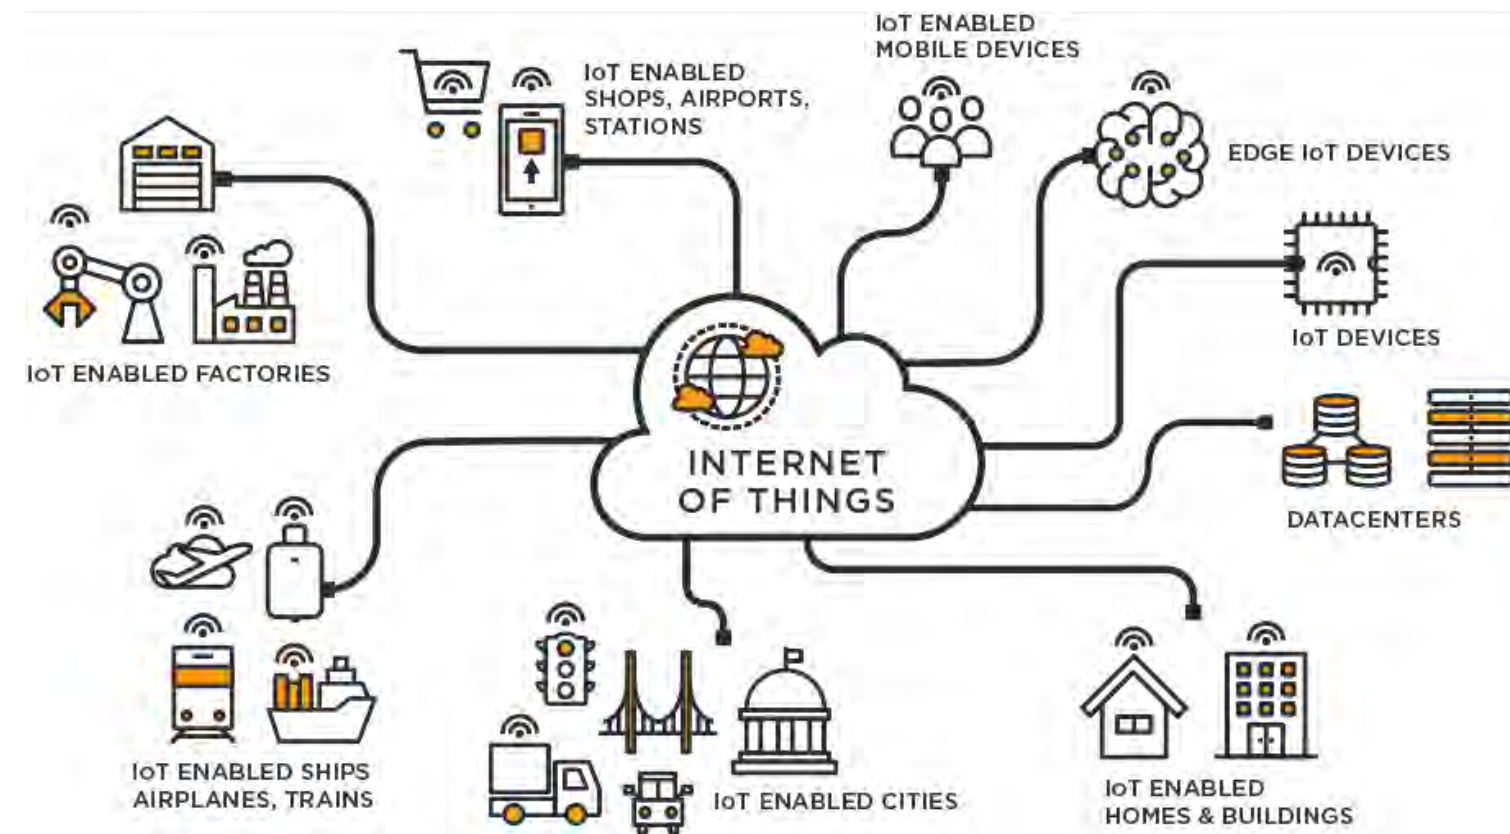 IoT ENABLED
MOBILE DEVICES
IoT ENABLED
SHOPS, AIRPORTS,
STATIONS
EDGE IoT DEVICES
IoT DEVICES
IoT ENABLED FACTORIES
INTERNET
OF THINGS
DATACENTERS
IoT ENABLED SHIPS
AIRPLANES, TRAINS
IoT ENABLED CITIES
IoT ENABLED
HOMES & BUILDINGS